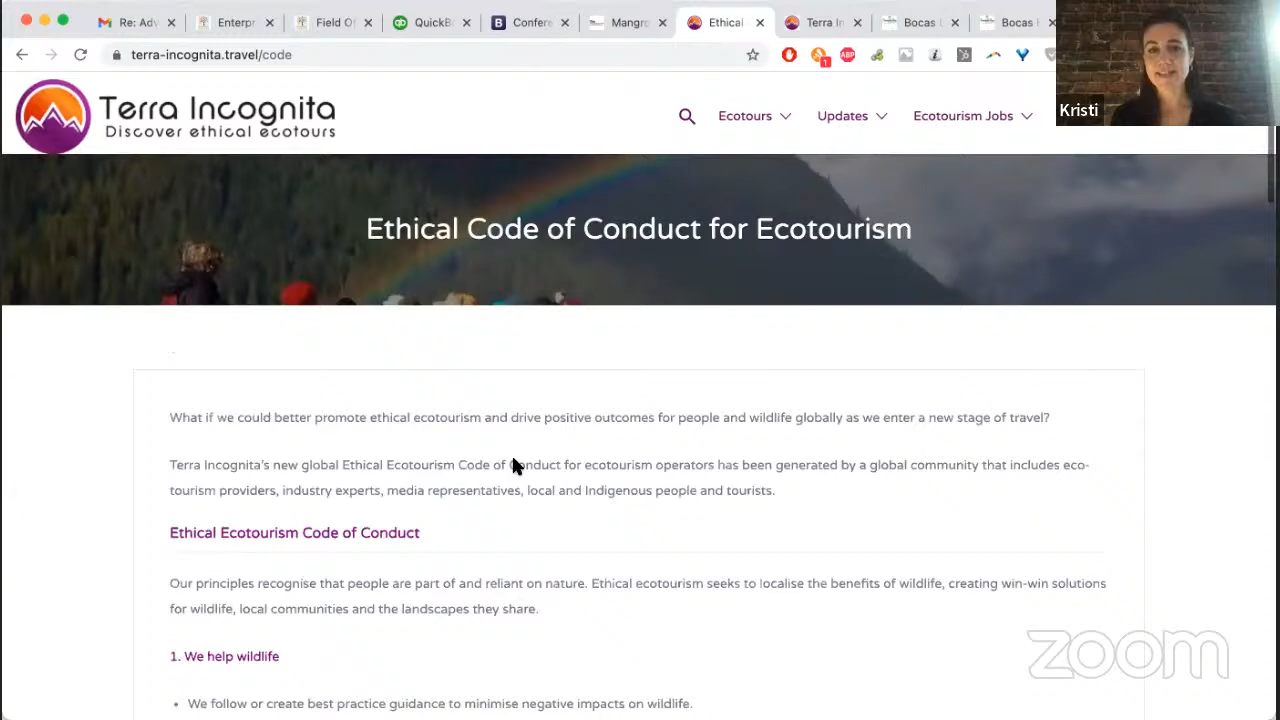 Re: Adv
Enterpr
Field O
QuickB
Confere
Mangro
Ethical
Terra In
Bocas L
Bocas H
terra-incognita.travel/code
ABP
1
Kristi
Terra Incognita
Discover ethical ecotours
Ecotours
Updates
Ecotourism Jobs
Ethical Code of Conduct for Ecotourism
What if we could better promote ethical ecotourism and drive positive outcomes for people and wildlife globally as we enter a new stage of travel?
Terra Incognita's new global Ethical Ecotourism Code of Conduct for ecotourism operators has been generated by a global community that includes eco-
tourism providers, industry experts, media representatives, local and Indigenous people and tourists.
Ethical Ecotourism Code of Conduct
Our principles recognise that people are part of and reliant on nature. Ethical ecotourism seeks to localise the benefits of wildlife, creating win-win solutions
for wildlife, local communities and the landscapes they share.
1. We help wildlife
• We follow or create best practice guidance to minimise negative impacts on wildlife.
zoom